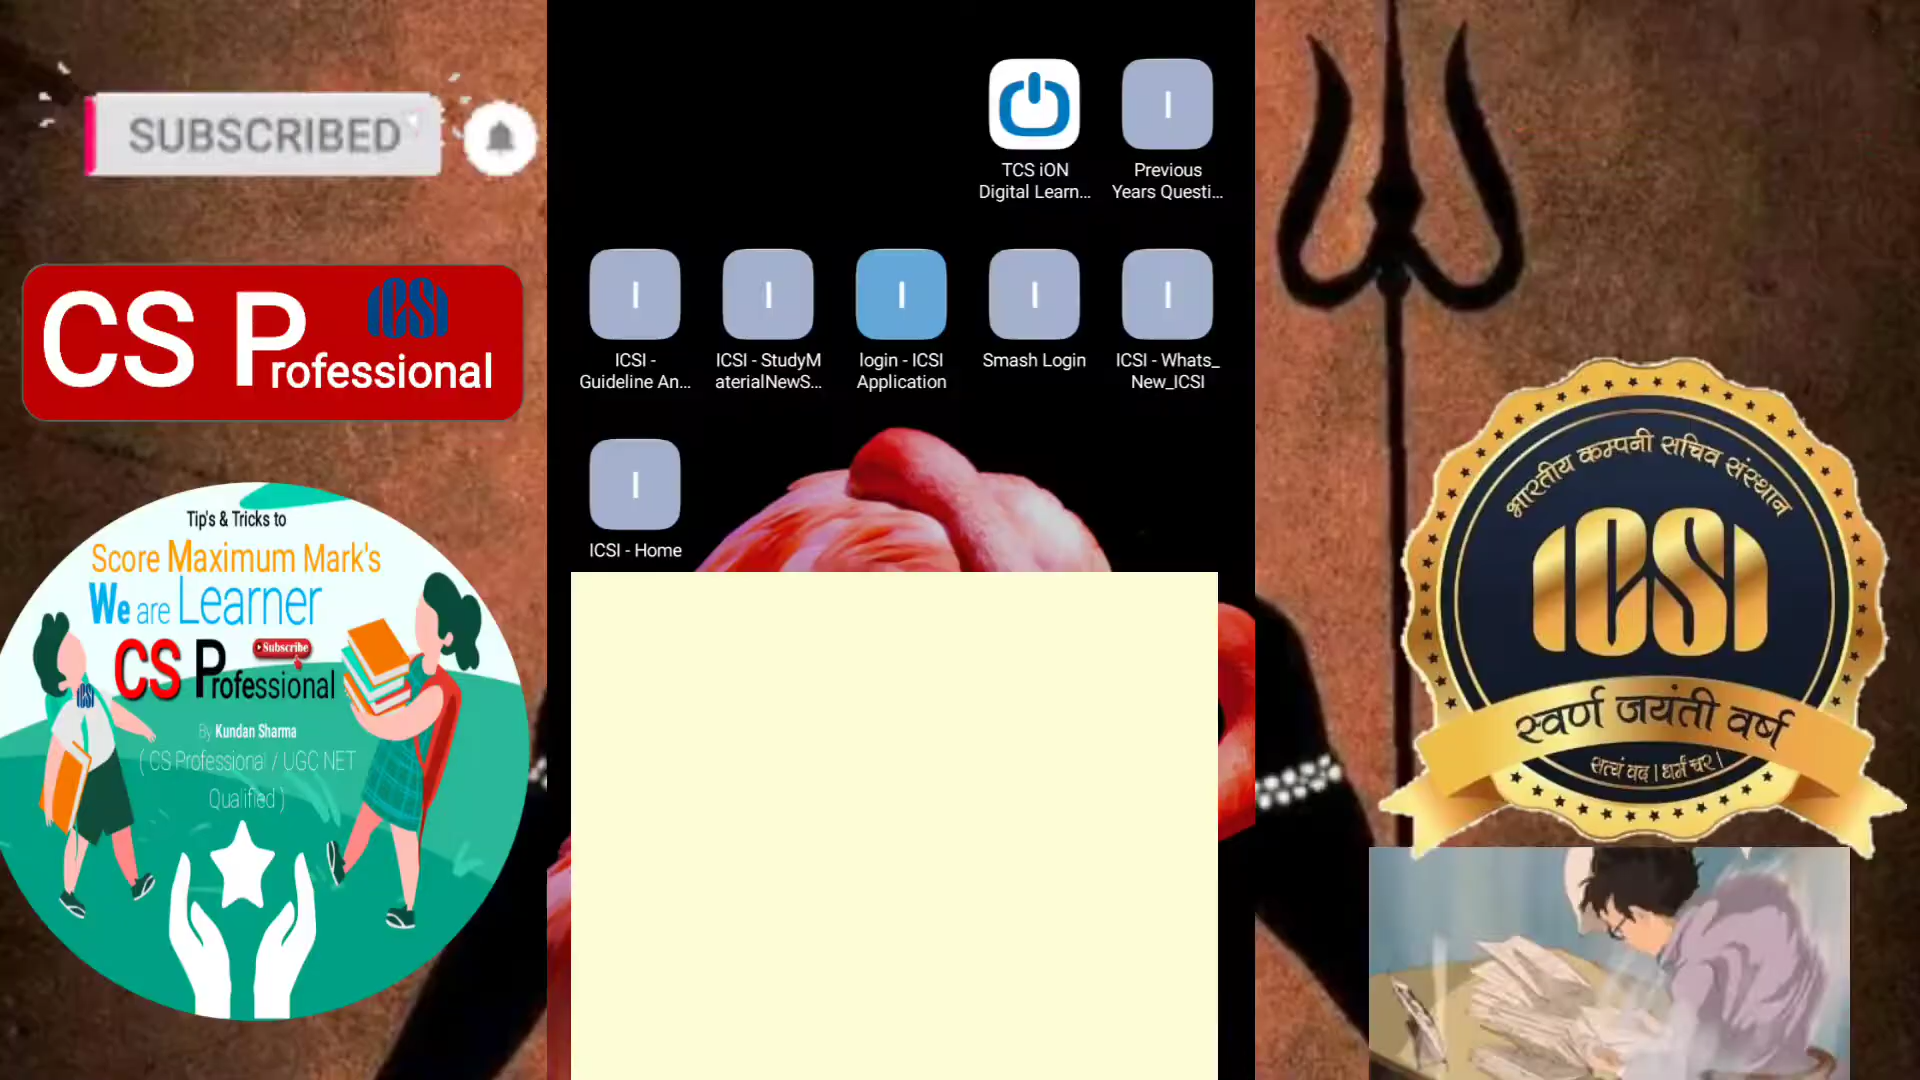 SUBSCRIBED
CS Professional
ICSI
Tip's & Tricks to
Score Maximum Mark's
We are Learner
CS Professional
Subscribe
ICSI
By Kundan Sharma
( CS Professional / UGC NET
Qualified )
TCS iON
Digital Learn...
I
Previous
Years Questi...
I
ICSI -
Guideline An...
I
ICSI - StudyM
aterialNewS...
I
login - ICSI
Application
I
Smash Login
I
ICSI - Whats_
New_ICSI
I
ICSI - Home
भारतीय कम्पनी सचिव संस्थान
ICSI
स्वर्ण जयंती वर्ष
सत्यं वद । धर्मं चर ।